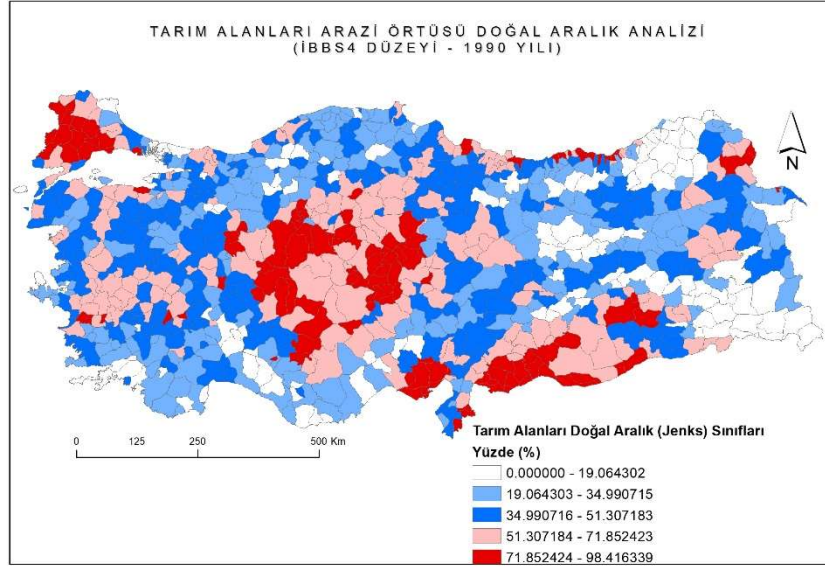 TARIM ALANLARI ARAZİ ÖRTÜSÜ DOĞAL ARALIK ANALİZİ
(İBBS4 DÜZEYİ - 1990 YILI)
N
0 125 250 500 Km
Tarım Alanları Doğal Aralık (Jenks) Sınıfları
Yüzde (%)
0.000000 - 19.064302
19.064303 - 34.990715
34.990716 - 51.307183
51.307184 - 71.852423
71.852424 - 98.416339